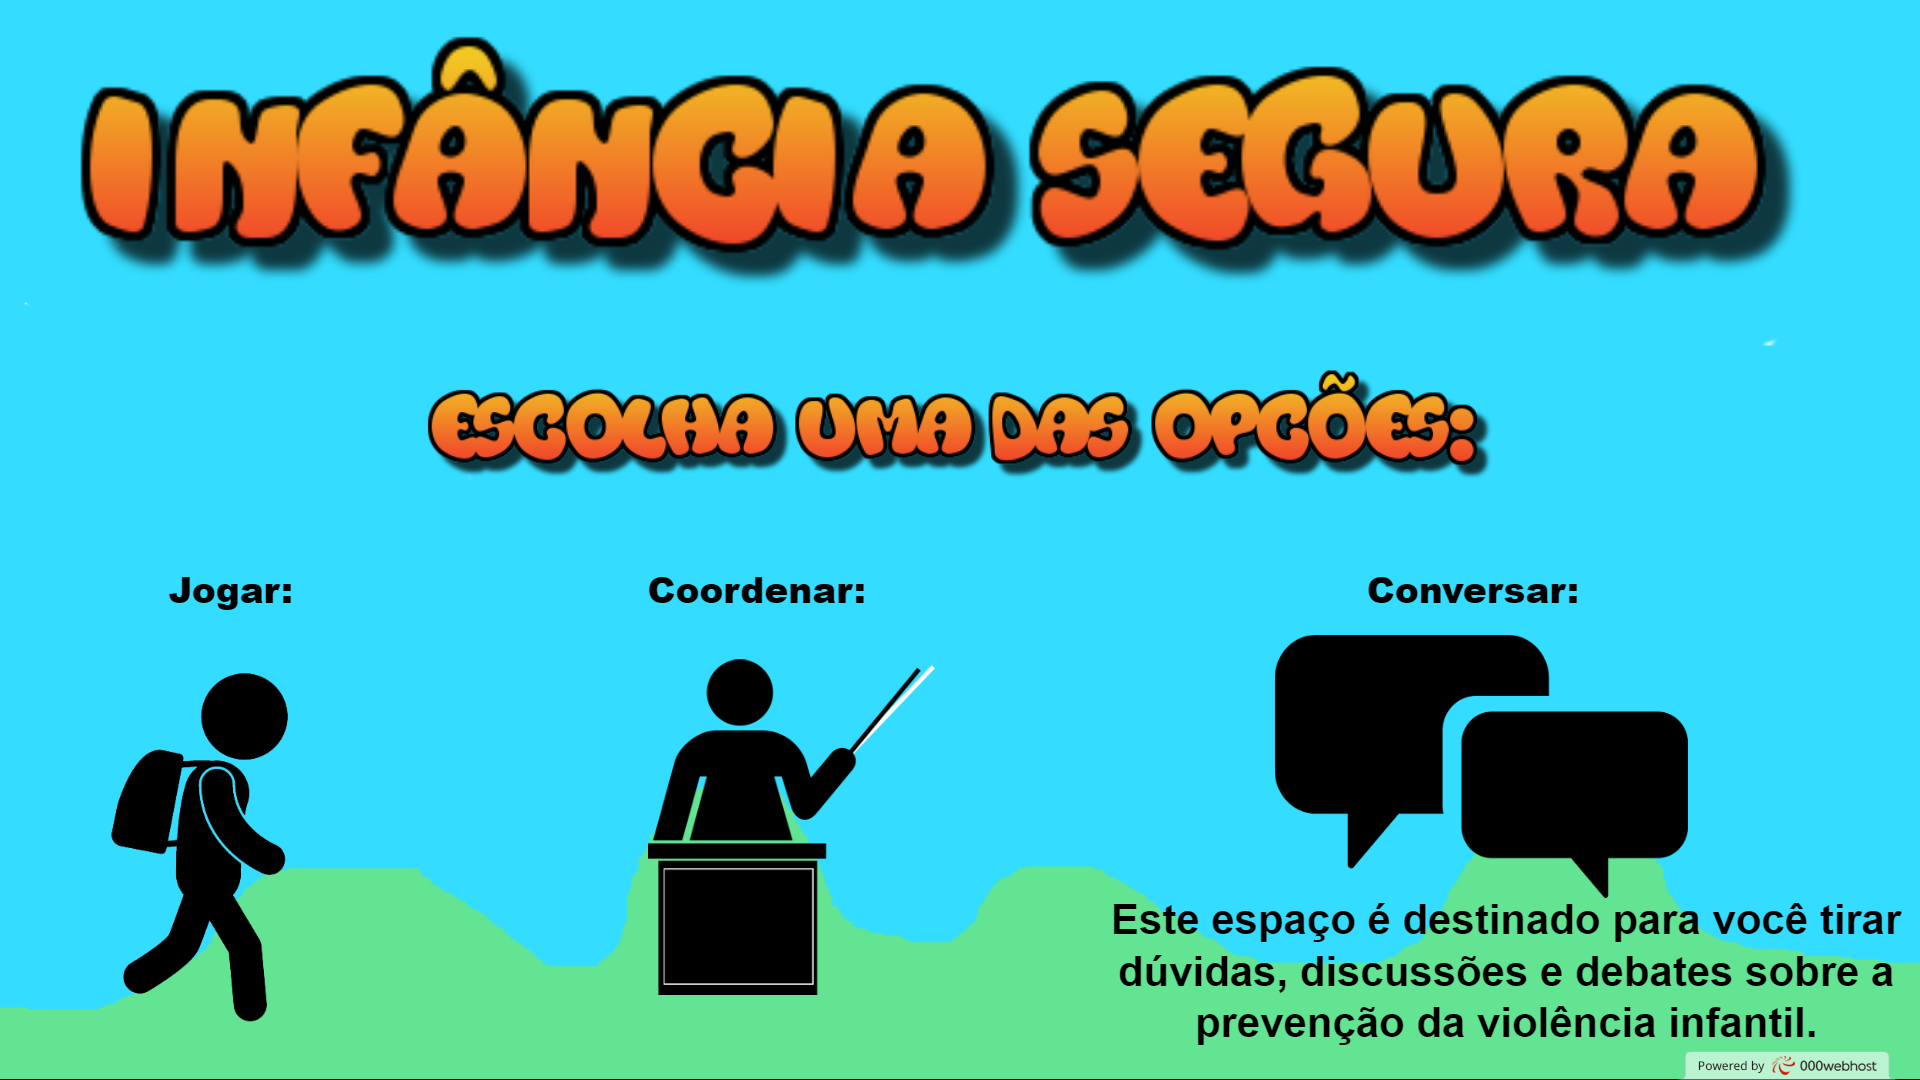 INFÂNCIA SEGURA
ESCOLHA UMA DAS OPÇÕES:
Jogar:
Coordenar:
Conversar:
Este espaço é destinado para você tirar
dúvidas, discussões e debates sobre a
prevenção da violência infantil.
Powered by 000webhost